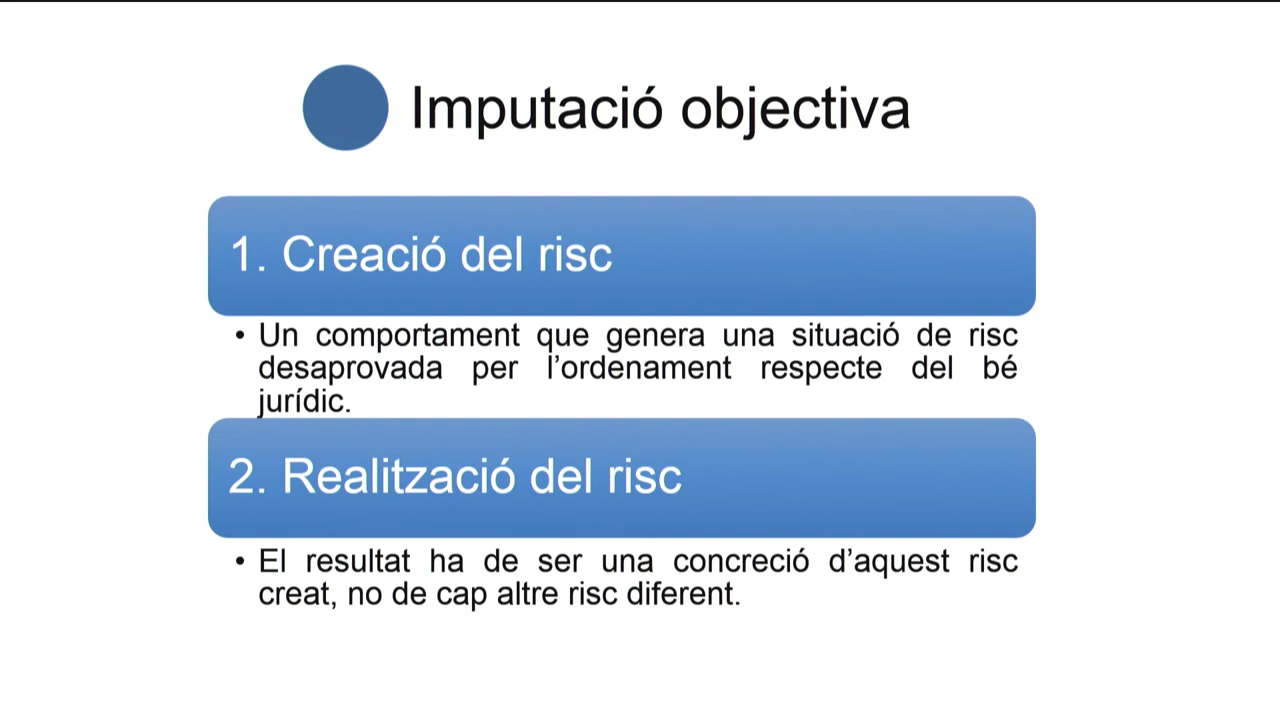 Imputació objectiva
1. Creació del risc
• Un comportament que genera una situació de risc
desaprovada per l’ordenament respecte del bé
jurídic.
2. Realització del risc
• El resultat ha de ser una concreció d’aquest risc
creat, no de cap altre risc diferent.